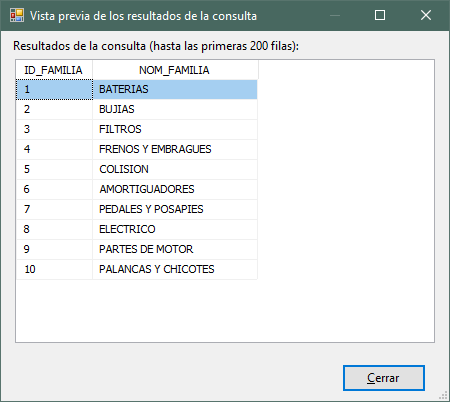 Vista previa de los resultados de la consulta
Resultados de la consulta (hasta las primeras 200 filas):
ID_FAMILIA NOM_FAMILIA
1 BATERIAS
2 BUJIAS
3 FILTROS
4 FRENOS Y EMBRAGUES
5 COLISION
6 AMORTIGUADORES
7 PEDALES Y POSAPIES
8 ELECTRICO
9 PARTES DE MOTOR
10 PALANCAS Y CHICOTES
Cerrar